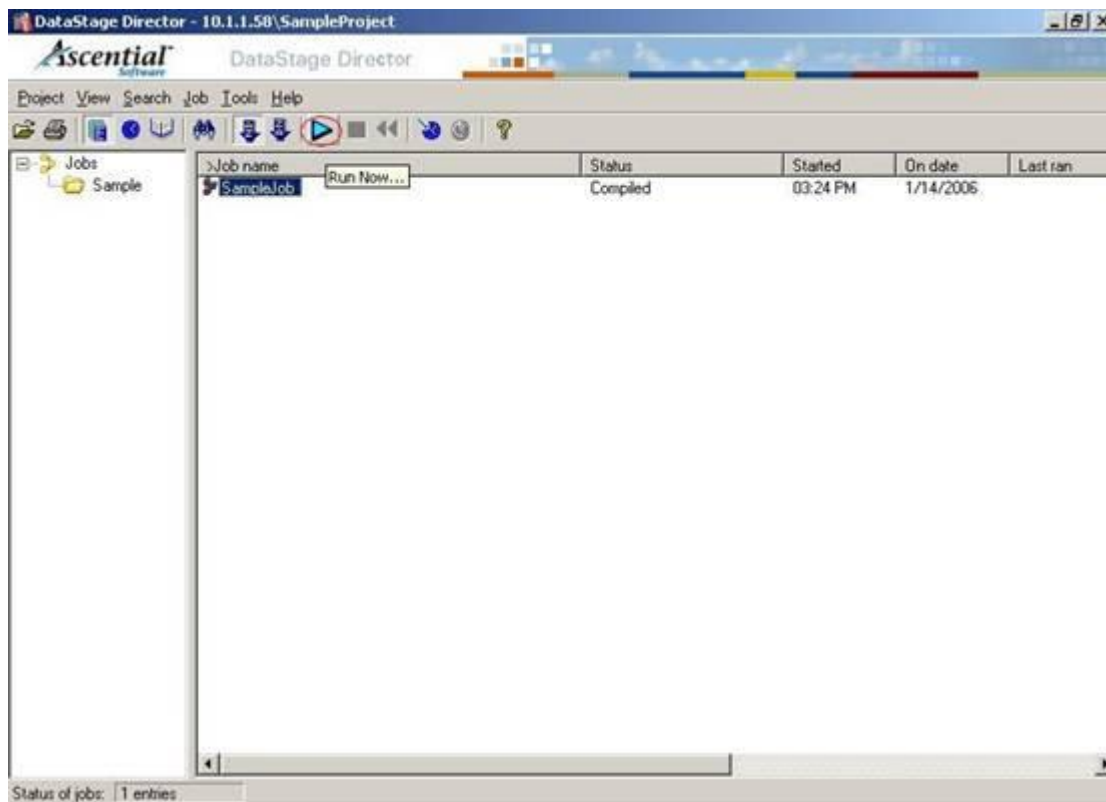 DataStage Director - 10.1.1.58\SampleProject
Ascential Software
DataStage Director
Project View Search Job Tools Help
Jobs
Sample
>Job name Status Started On date Last ran
Run Now...
SampleJob Compiled 03:24 PM 1/14/2006
Status of jobs: 1 entries